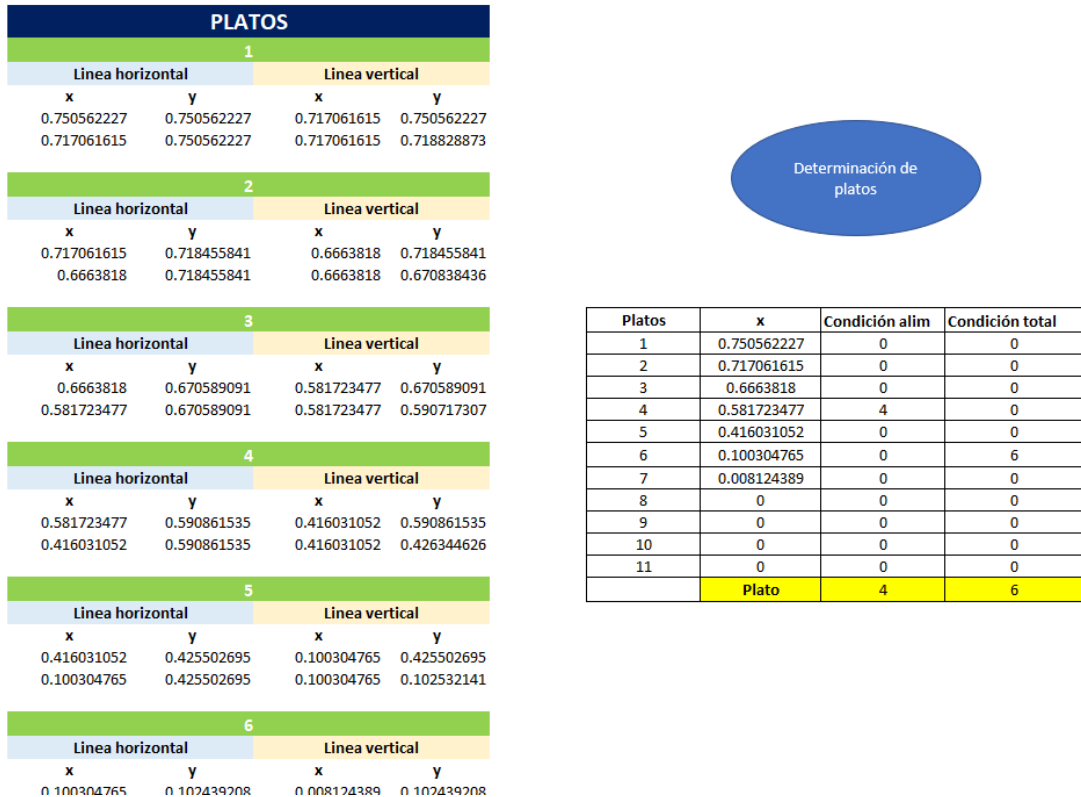 PLATOS
1
Linea horizontal Linea vertical
x y x y
0.750562227 0.750562227 0.717061615 0.750562227
0.717061615 0.750562227 0.717061615 0.718828873
2
Linea horizontal Linea vertical
x y x y
0.717061615 0.718455841 0.6663818 0.718455841
0.6663818 0.718455841 0.6663818 0.670838436
3
Linea horizontal Linea vertical
x y x y
0.6663818 0.670589091 0.581723477 0.670589091
0.581723477 0.670589091 0.581723477 0.590717307
4
Linea horizontal Linea vertical
x y x y
0.581723477 0.590861535 0.416031052 0.590861535
0.416031052 0.590861535 0.416031052 0.426344626
5
Linea horizontal Linea vertical
x y x y
0.416031052 0.425502695 0.100304765 0.425502695
0.100304765 0.425502695 0.100304765 0.102532141
6
Linea horizontal Linea vertical
x y x y
0.100304765 0.102439208 0.008124389 0.102439208
Determinación de
platos
Platos x Condición alim Condición total
1 0.750562227 0 0
2 0.717061615 0 0
3 0.6663818 0 0
4 0.581723477 4 0
5 0.416031052 0 0
6 0.100304765 0 6
7 0.008124389 0 0
8 0 0 0
9 0 0 0
10 0 0 0
11 0 0 0
Plato 4 6